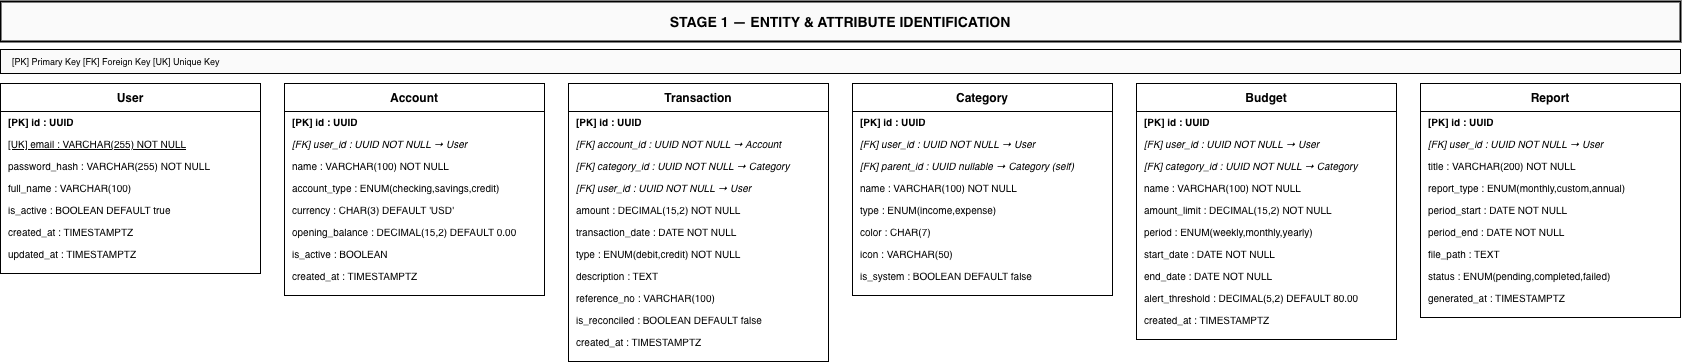 STAGE 1 — ENTITY & ATTRIBUTE IDENTIFICATION
[PK] Primary Key [FK] Foreign Key [UK] Unique Key
User
[PK] id : UUID
[UK] email : VARCHAR(255) NOT NULL
password_hash : VARCHAR(255) NOT NULL
full_name : VARCHAR(100)
is_active : BOOLEAN DEFAULT true
created_at : TIMESTAMPTZ
updated_at : TIMESTAMPTZ
Account
[PK] id : UUID
[FK] user_id : UUID NOT NULL → User
name : VARCHAR(100) NOT NULL
account_type : ENUM(checking,savings,credit)
currency : CHAR(3) DEFAULT 'USD'
opening_balance : DECIMAL(15,2) DEFAULT 0.00
is_active : BOOLEAN
created_at : TIMESTAMPTZ
Transaction
[PK] id : UUID
[FK] account_id : UUID NOT NULL → Account
[FK] category_id : UUID NOT NULL → Category
[FK] user_id : UUID NOT NULL → User
amount : DECIMAL(15,2) NOT NULL
transaction_date : DATE NOT NULL
type : ENUM(debit,credit) NOT NULL
description : TEXT
reference_no : VARCHAR(100)
is_reconciled : BOOLEAN DEFAULT false
created_at : TIMESTAMPTZ
Category
[PK] id : UUID
[FK] user_id : UUID NOT NULL → User
[FK] parent_id : UUID nullable → Category (self)
name : VARCHAR(100) NOT NULL
type : ENUM(income,expense)
color : CHAR(7)
icon : VARCHAR(50)
is_system : BOOLEAN DEFAULT false
Budget
[PK] id : UUID
[FK] user_id : UUID NOT NULL → User
[FK] category_id : UUID NOT NULL → Category
name : VARCHAR(100) NOT NULL
amount_limit : DECIMAL(15,2) NOT NULL
period : ENUM(weekly,monthly,yearly)
start_date : DATE NOT NULL
end_date : DATE NOT NULL
alert_threshold : DECIMAL(5,2) DEFAULT 80.00
created_at : TIMESTAMPTZ
Report
[PK] id : UUID
[FK] user_id : UUID NOT NULL → User
title : VARCHAR(200) NOT NULL
report_type : ENUM(monthly,custom,annual)
period_start : DATE NOT NULL
period_end : DATE NOT NULL
file_path : TEXT
status : ENUM(pending,completed,failed)
generated_at : TIMESTAMPTZ